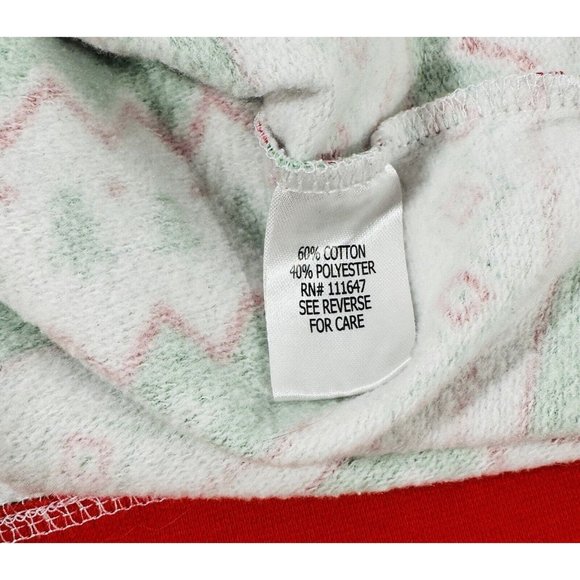 60% COTTON
40% POLYESTER
RN# 111647
SEE REVERSE
FOR CARE